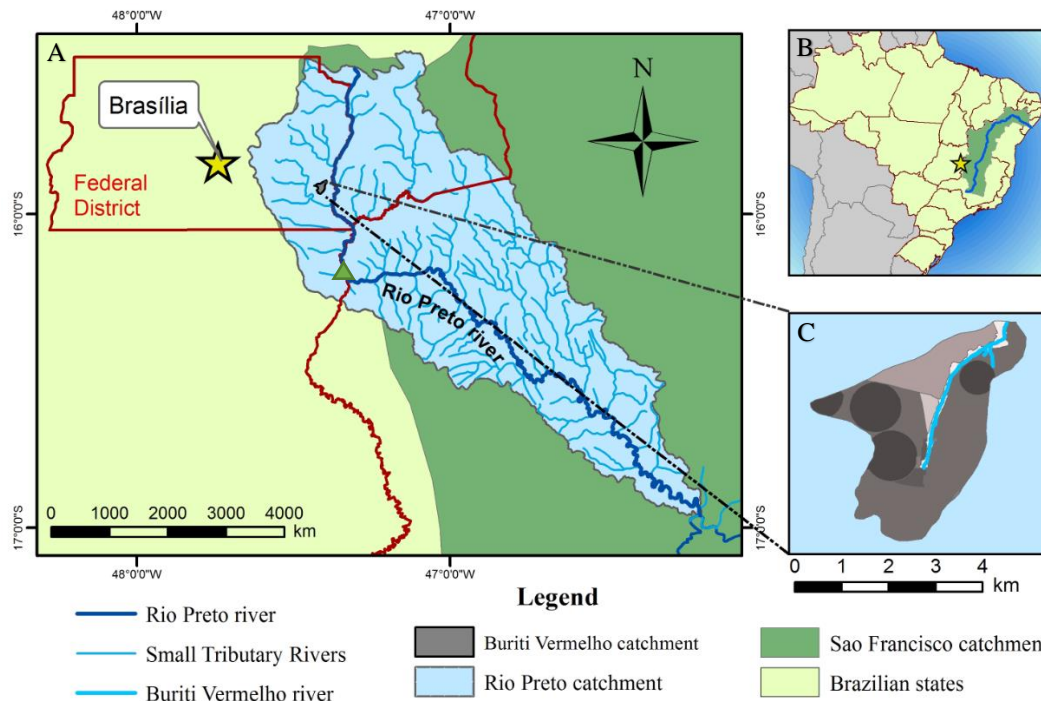 48°0'0"W
47°0'0"W
A
B
N
Brasília
Federal
District
16°0'0"S
16°0'0"S
Rio Preto river
C
0 1000 2000 3000 4000
km
17°0'0"S
17°0'0"S
48°0'0"W
47°0'0"W
0 1 2 3 4
km
Legend
Rio Preto river
Small Tributary Rivers
Buriti Vermelho river
Buriti Vermelho catchment
Rio Preto catchment
Sao Francisco catchmen
Brazilian states